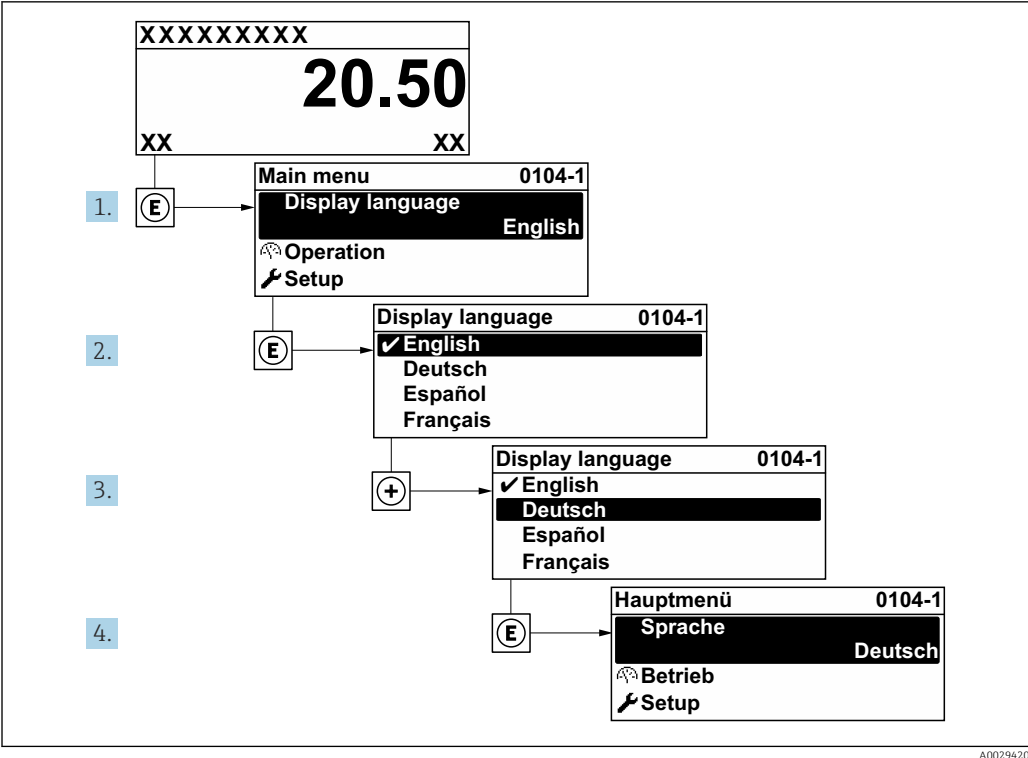 XXXXXXXXX
20.50
XX XX
1. E
Main menu 0104-1
Display language
English
Operation
Setup
2. E
Display language 0104-1
✔English
Deutsch
Español
Français
3. +
Display language 0104-1
✔English
Deutsch
Español
Français
4. E
Hauptmenü 0104-1
Sprache
Deutsch
Betrieb
Setup
A0029420